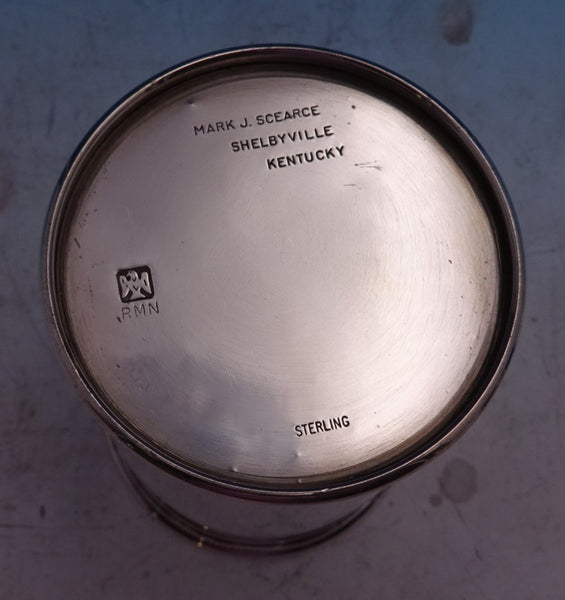 MARK J. SCEARCE
SHELBYVILLE
KENTUCKY
RMN
STERLING